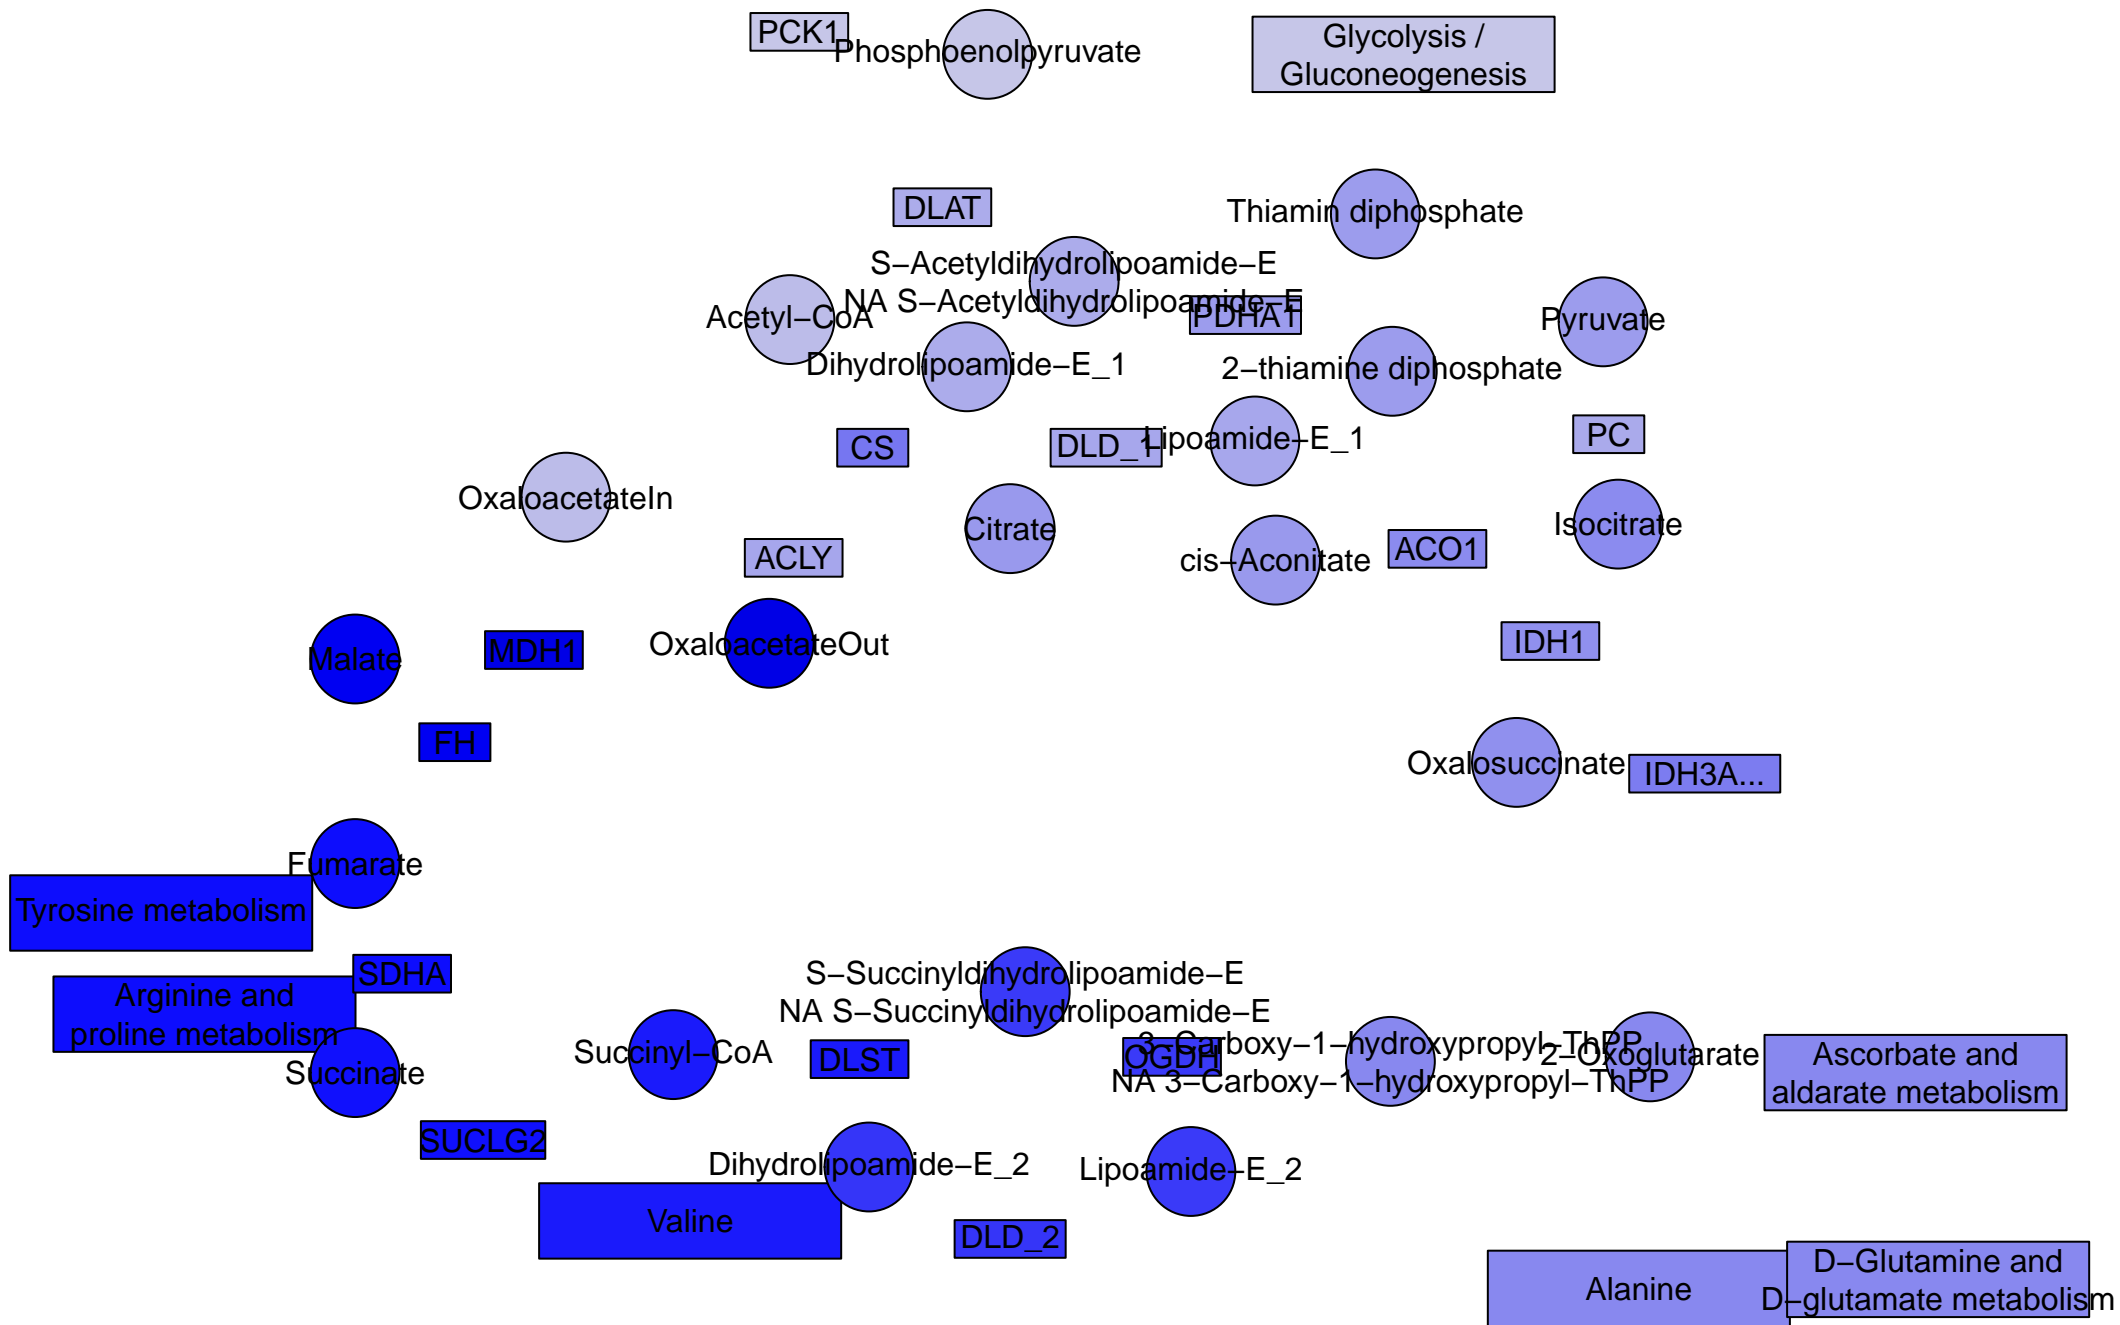 PCK1
Phosphoenolpyruvate
Glycolysis /
Gluconeogenesis
DLAT
Thiamin diphosphate
S−Acetyldihydrolipoamide−E
NA S−Acetyldihydrolipoamide−E
Acetyl−CoA
PDHA1
Pyruvate
Dihydrolipoamide−E_1
2−thiamine diphosphate
CS
DLD_1
Lipoamide−E_1
PC
OxaloacetateIn
Citrate
Isocitrate
ACLY
cis−Aconitate
ACO1
Malate
MDH1
OxaloacetateOut
IDH1
FH
Oxalosuccinate
IDH3A...
Fumarate
Tyrosine metabolism
SDHA
Arginine and
proline metabolism
S−Succinyldihydrolipoamide−E
NA S−Succinyldihydrolipoamide−E
Succinate
Succinyl−CoA
DLST
OGDH
3−Carboxy−1−hydroxypropyl−ThPP
NA 3−Carboxy−1−hydroxypropyl−ThPP
2−Oxoglutarate
Ascorbate and
aldarate metabolism
SUCLG2
Dihydrolipoamide−E_2
Lipoamide−E_2
Valine
DLD_2
Alanine
D−Glutamine and
D−glutamate metabolism